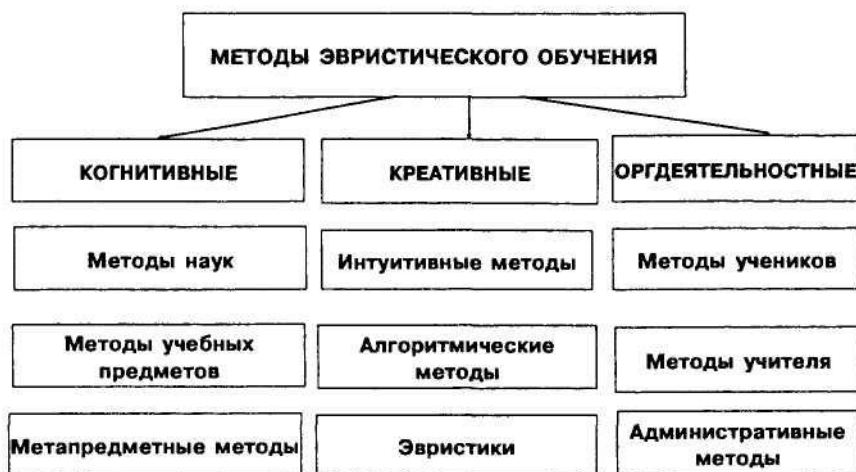 МЕТОДЫ ЭВРИСТИЧЕСКОГО ОБУЧЕНИЯ
КОГНИТИВНЫЕ
КРЕАТИВНЫЕ
ОРГДЕЯТЕЛЬНОСТНЫЕ
Методы наук
Интуитивные методы
Методы учеников
Методы учебных
предметов
Алгоритмические
методы
Методы учителя
Метапредметные методы
Эвристики
Административные
методы